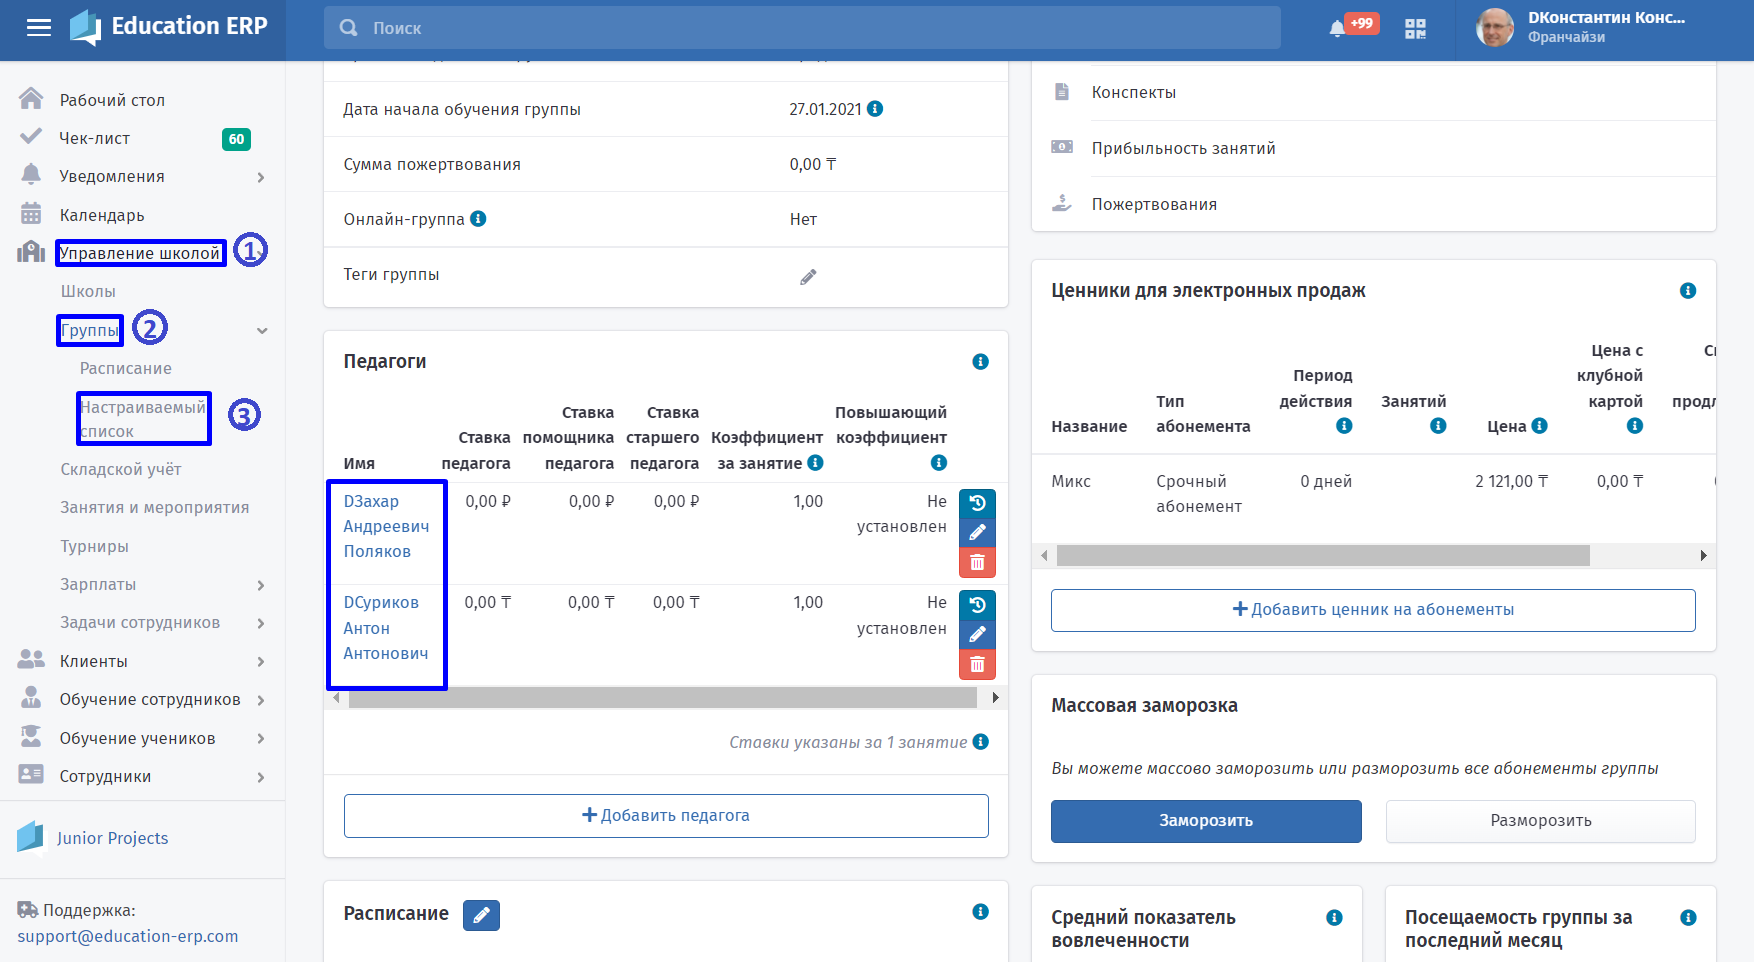 Education ERP
Поиск
+99
DКонстантин Конс...
Франчайзи
Рабочий стол
Чек-лист
60
Уведомления
Календарь
Управление школой
1
Школы
Группы
2
Расписание
Настраиваемый
список
3
Складской учёт
Занятия и мероприятия
Турниры
Зарплаты
Задачи сотрудников
Клиенты
Обучение сотрудников
Обучение учеников
Сотрудники
Junior Projects
Поддержка:
support@education-erp.com
Дата начала обучения группы
27.01.2021
Сумма пожертвования
0,00 ₸
Онлайн-группа
Нет
Теги группы
Педагоги
Имя
Ставка
педагога
Ставка
помощника
педагога
Ставка
старшего
педагога
Коэффициент
за занятие
Повышающий
коэффициент
DЗахар
Андреевич
Поляков
0,00 ₽
0,00 ₽
0,00 ₽
1,00
Не
установлен
DСуриков
Антон
Антонович
0,00 ₸
0,00 ₸
0,00 ₸
1,00
Не
установлен
Ставки указаны за 1 занятие
Добавить педагога
Расписание
Конспекты
Прибыльность занятий
Пожертвования
Ценники для электронных продаж
Название
Тип
абонемента
Период
действия
Занятий
Цена
Цена с
клубной
картой
Микс
Срочный
абонемент
0 дней
2 121,00 ₸
0,00 ₸
Добавить ценник на абонементы
Массовая заморозка
Вы можете массово заморозить или разморозить все абонементы группы
Заморозить
Разморозить
Средний показатель
вовлеченности
Посещаемость группы за
последний месяц